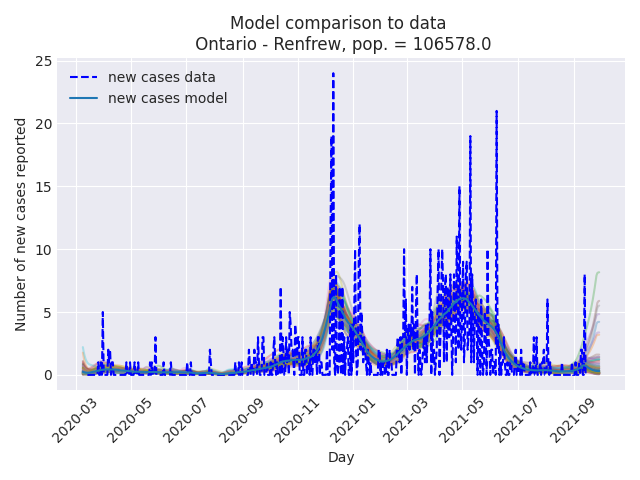 Model comparison to data
Ontario - Renfrew, pop. = 106578.0
new cases data
new cases model
Number of new cases reported
25
20
15
10
5
0
2020-03
2020-05
2020-07
2020-09
2020-11
2021-01
2021-03
2021-05
2021-07
2021-09
Day